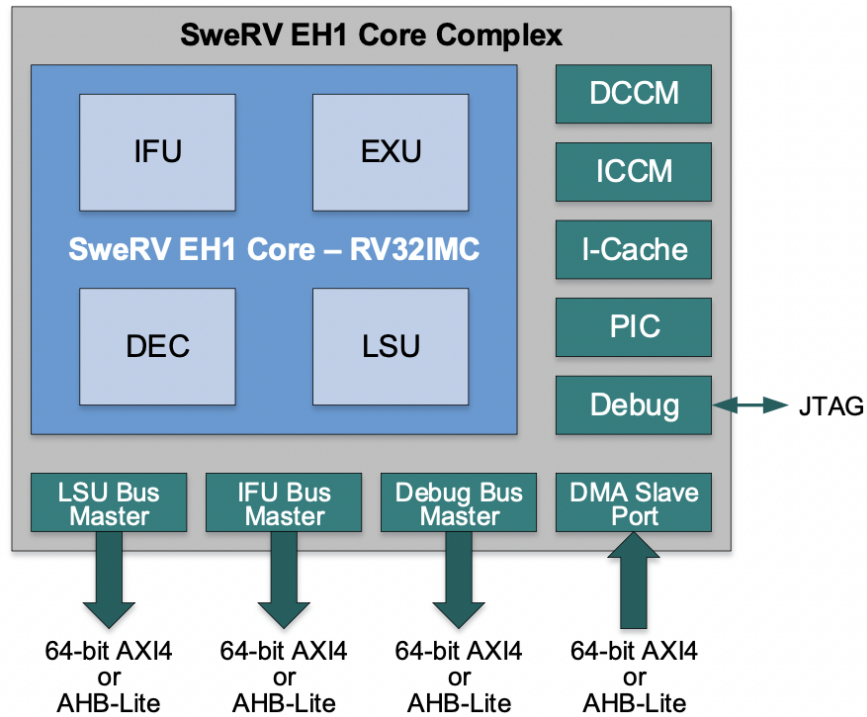 SweRV EH1 Core Complex
IFU
EXU
SweRV EH1 Core – RV32IMC
DEC
LSU
DCCM
ICCM
I-Cache
PIC
Debug
JTAG
LSU Bus
Master
IFU Bus
Master
Debug Bus
Master
DMA Slave
Port
64-bit AXI4
or
AHB-Lite
64-bit AXI4
or
AHB-Lite
64-bit AXI4
or
AHB-Lite
64-bit AXI4
or
AHB-Lite